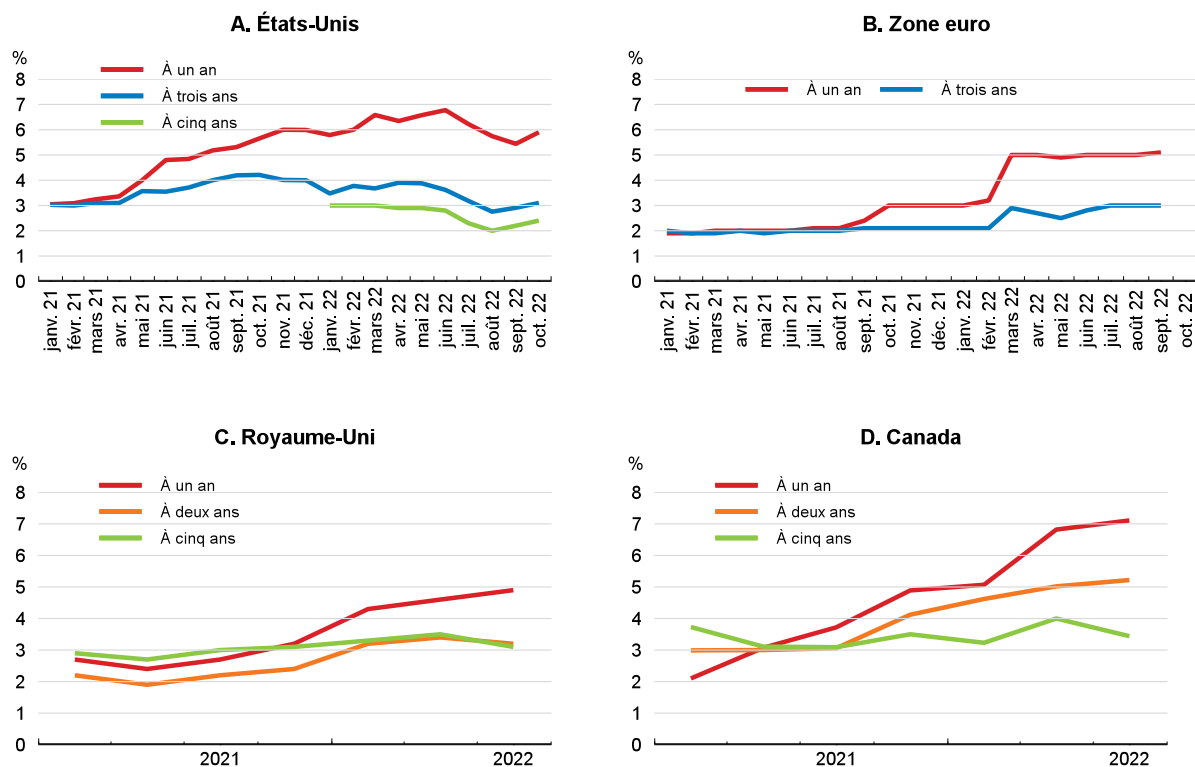 A. États-Unis
%
À un an
À trois ans
À cinq ans
8
7
6
5
4
3
2
1
0
janv. 21
févr. 21
mars 21
avr. 21
mai 21
juin 21
juil. 21
août 21
sept. 21
oct. 21
nov. 21
déc. 21
janv. 22
févr. 22
mars 22
avr. 22
mai 22
juin 22
juil. 22
août 22
sept. 22
oct. 22
B. Zone euro
%
À un an
À trois ans
8
7
6
5
4
3
2
1
0
janv. 21
févr. 21
mars 21
avr. 21
mai 21
juin 21
juil. 21
août 21
sept. 21
oct. 21
nov. 21
déc. 21
janv. 22
févr. 22
mars 22
avr. 22
mai 22
juin 22
juil. 22
août 22
sept. 22
oct. 22
C. Royaume-Uni
%
À un an
À deux ans
À cinq ans
8
7
6
5
4
3
2
1
0
2021
2022
D. Canada
%
À un an
À deux ans
À cinq ans
8
7
6
5
4
3
2
1
0
2021
2022